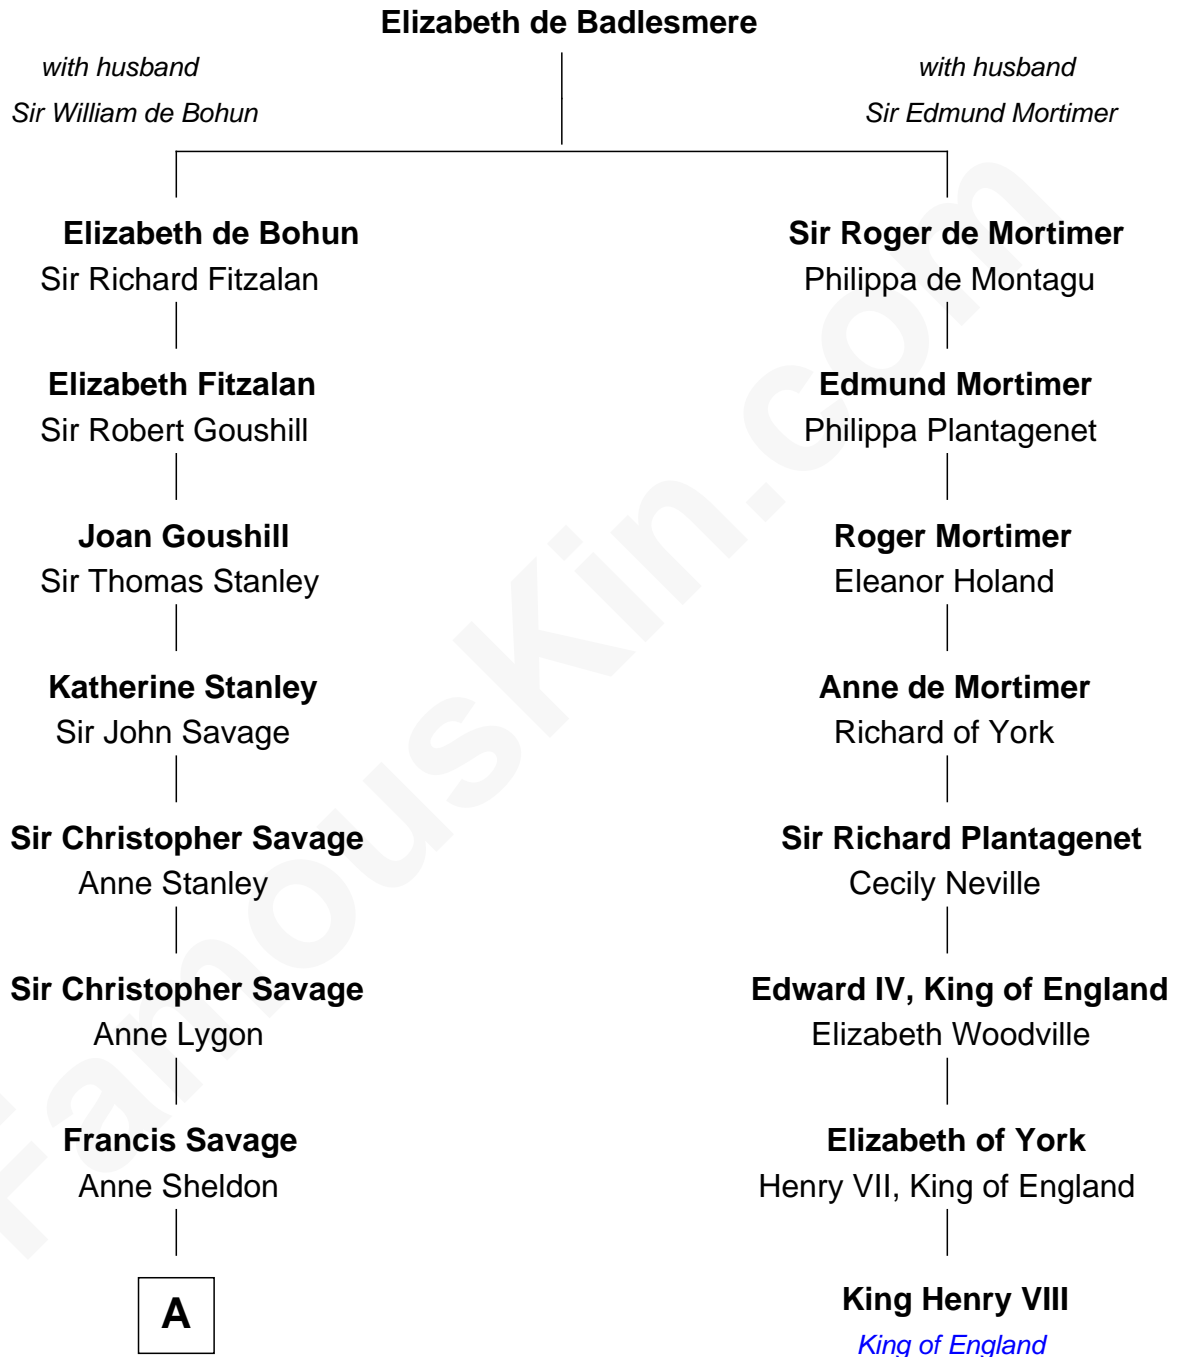 Elizabeth de Badlesmere
with husband
Sir William de Bohun
with husband
Sir Edmund Mortimer
Elizabeth de Bohun
Sir Richard Fitzalan
Sir Roger de Mortimer
Philippa de Montagu
Elizabeth Fitzalan
Sir Robert Goushill
Edmund Mortimer
Philippa Plantagenet
Joan Goushill
Sir Thomas Stanley
Roger Mortimer
Eleanor Holand
Katherine Stanley
Sir John Savage
Anne de Mortimer
Richard of York
Sir Christopher Savage
Anne Stanley
Sir Richard Plantagenet
Cecily Neville
Sir Christopher Savage
Anne Lygon
Edward IV, King of England
Elizabeth Woodville
Francis Savage
Anne Sheldon
Elizabeth of York
Henry VII, King of England
A
King Henry VIII
King of England
FamousKin.com